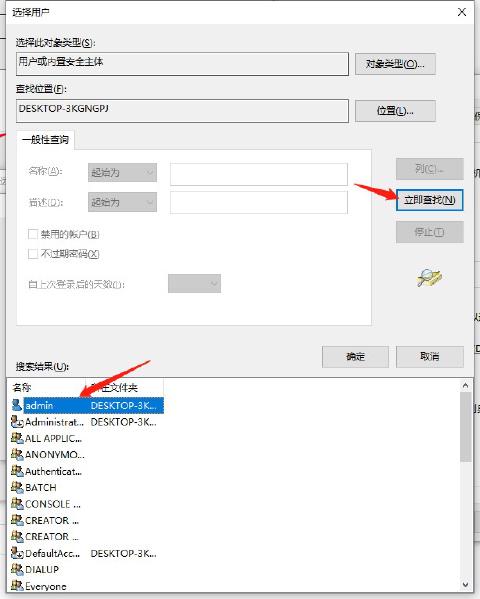 选择用户
选择此对象类型(S):
用户或内置安全主体
对象类型(O)...
查找位置(F):
DESKTOP-3KGNGPJ
位置(L)...
一般性查询
名称(A):
起始为
列(C)...
描述(D):
起始为
立即查找(N)
禁用的帐户(B)
停止(T)
不过期密码(X)
自上次登录后的天数(I):
确定
取消
搜索结果(U):
名称
所在文件夹
admin DESKTOP-3K...
Administrat... DESKTOP-3K...
ALL APPLIC...
ANONYMO...
Authenticat...
BATCH
CONSOLE ...
CREATOR ...
CREATOR ...
DefaultAcc... DESKTOP-3K...
DIALUP
Everyone